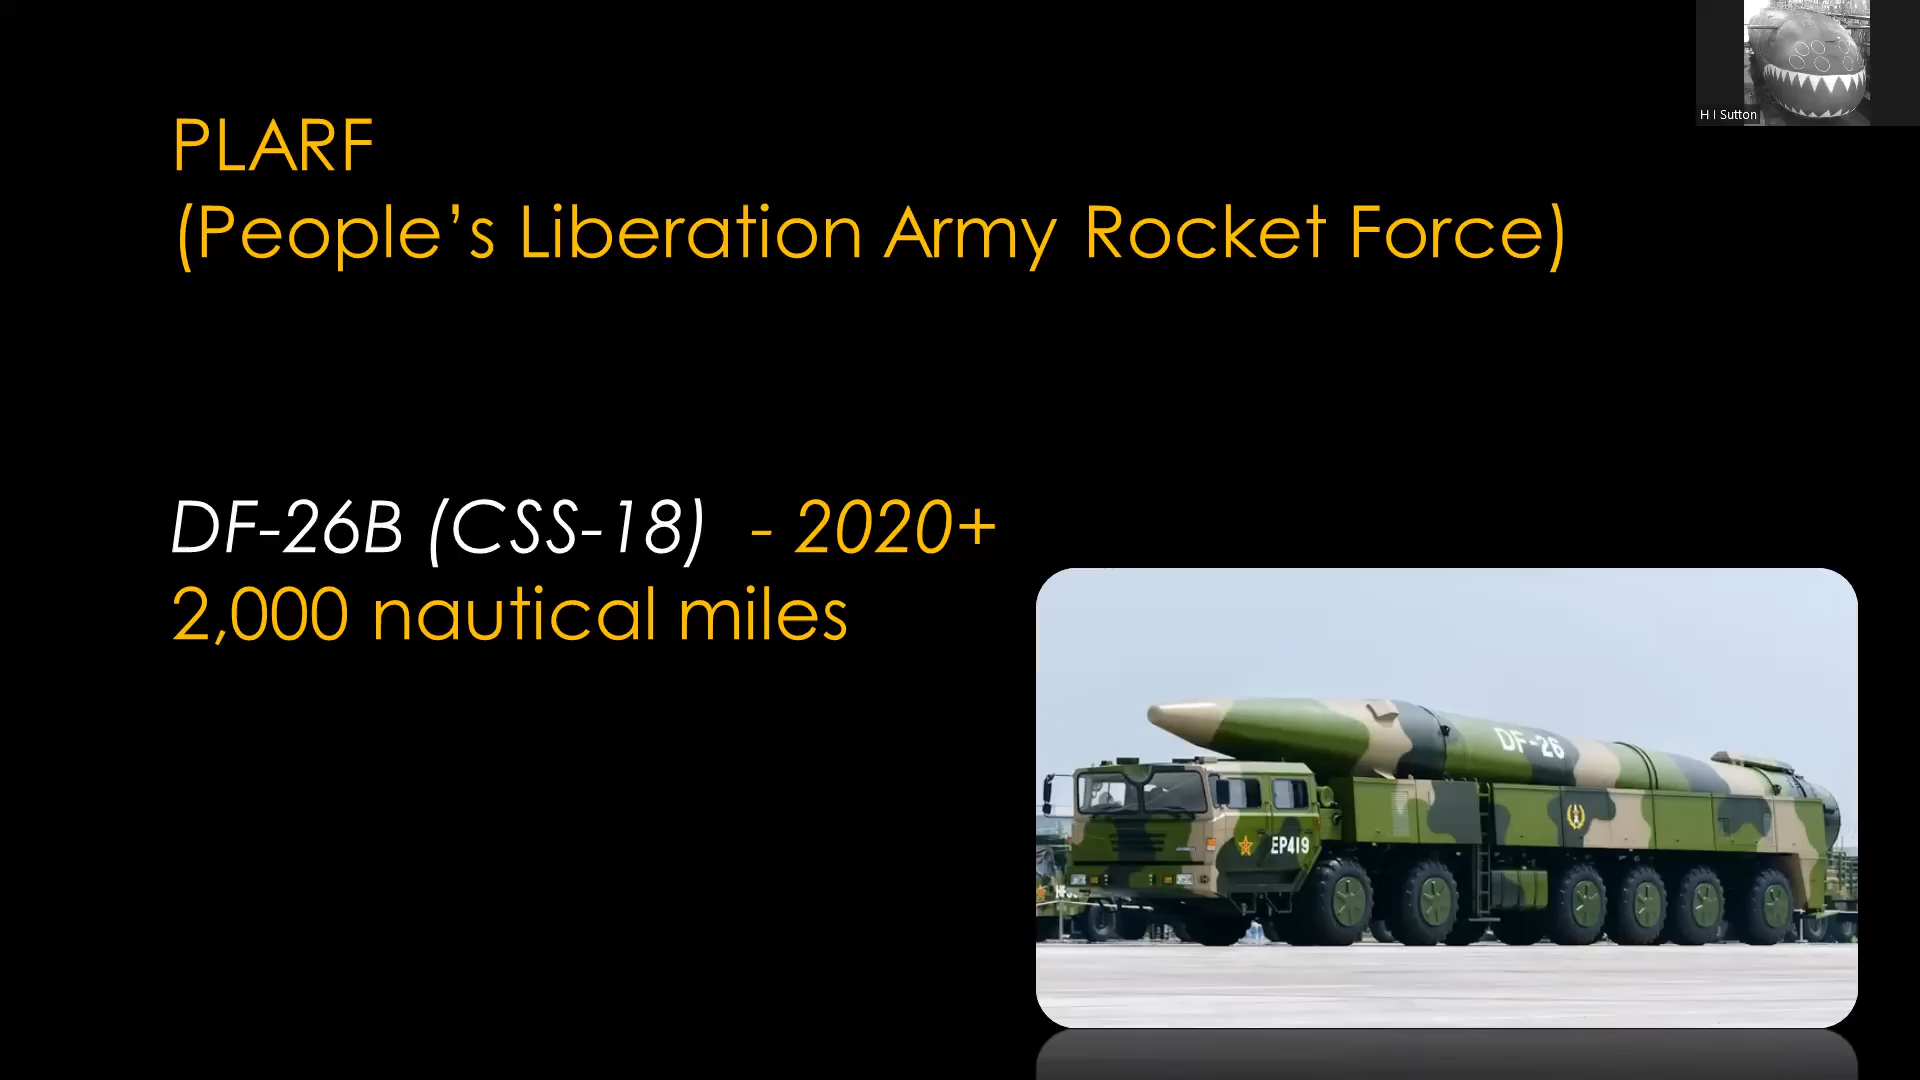 H I Sutton
PLARF
(People’s Liberation Army Rocket Force)
DF-26B (CSS-18)  - 2020+
2,000 nautical miles
DF-26
EP419